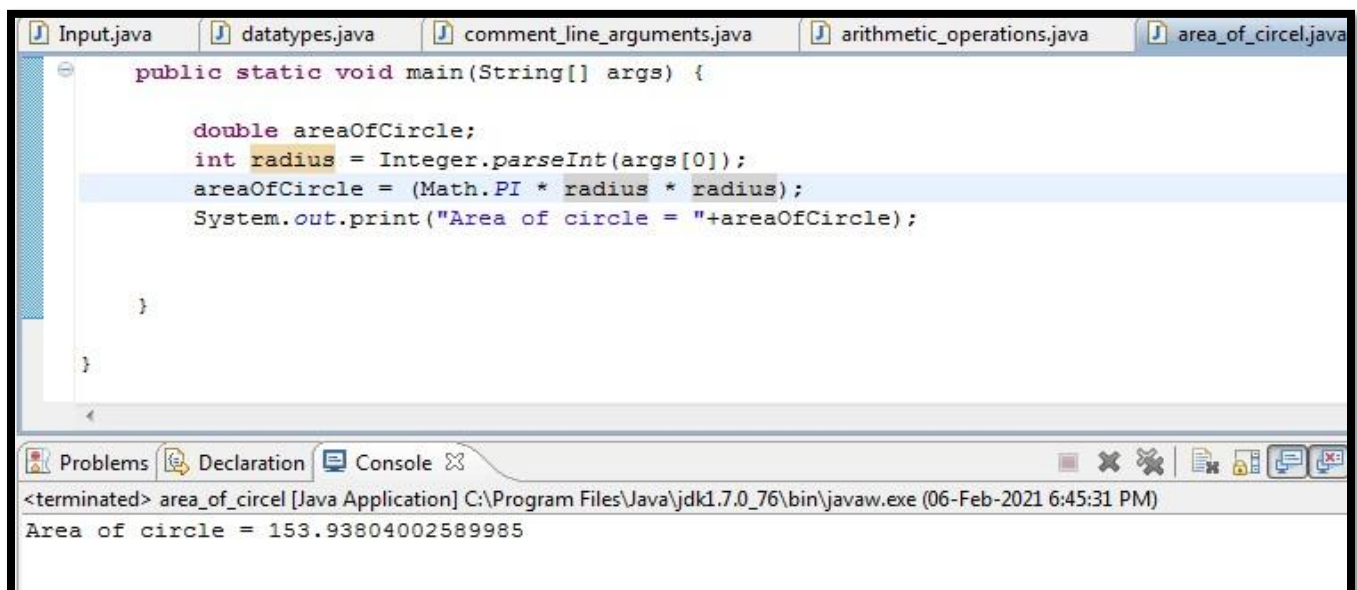 Input.java datatypes.java comment_line_arguments.java arithmetic_operations.java area_of_circel.java
public static void main(String[] args) {
double areaOfCircle;
int radius = Integer.parseInt(args[0]);
areaOfCircle = (Math.PI * radius * radius);
System.out.print("Area of circle = "+areaOfCircle);
}
}
Problems Declaration Console
<terminated> area_of_circel [Java Application] C:\Program Files\Java\jdk1.7.0_76\bin\javaw.exe (06-Feb-2021 6:45:31 PM)
Area of circle = 153.93804002589985